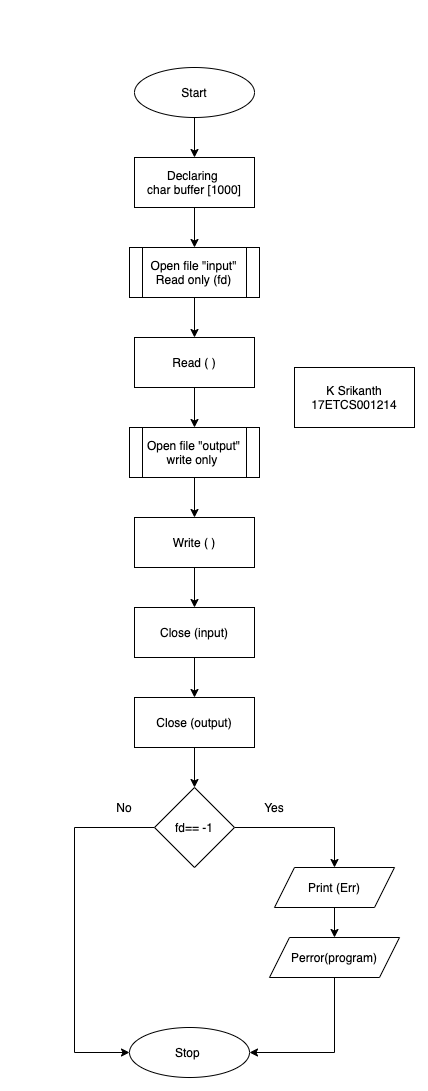 Start
Declaring
char buffer [1000]
Open file "input"
Read only (fd)
Read ( )
K Srikanth
17ETCS001214
Open file "output"
write only
Write ( )
Close (input)
Close (output)
No
Yes
fd== -1
Print (Err)
Perror(program)
Stop